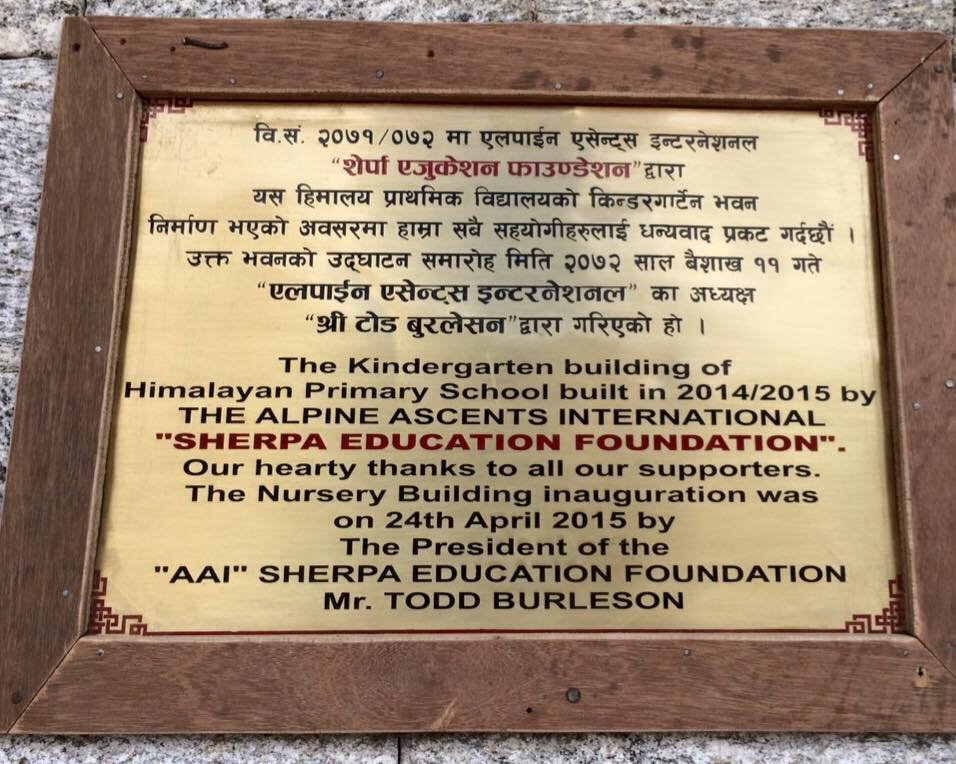 वि.सं. २०७१/०७२ मा एलपाईन एसेन्ट्स इन्टरनेशनल
“शेर्पा एजुकेशन फाउण्डेशन”द्वारा
यस हिमालय प्राथमिक विद्यालयको किन्डरगार्टेन भवन
निर्माण भएको अवसरमा हाम्रा सबै सहयोगीहरुलाई धन्यवाद प्रकट गर्दछौं ।
उक्त भवनको उद्घाटन समारोह मिति २०७२ साल बैशाख ११ गते
“एलपाईन एसेन्ट्स इन्टरनेशनल” का अध्यक्ष
“श्री टोड बुरलेसन”द्वारा गरिएको हो ।
The Kindergarten building of
Himalayan Primary School built in 2014/2015 by
THE ALPINE ASCENTS INTERNATIONAL
"SHERPA EDUCATION FOUNDATION".
Our hearty thanks to all our supporters.
The Nursery Building inauguration was
on 24th April 2015 by
The President of the
"AAI" SHERPA EDUCATION FOUNDATION
Mr. TODD BURLESON